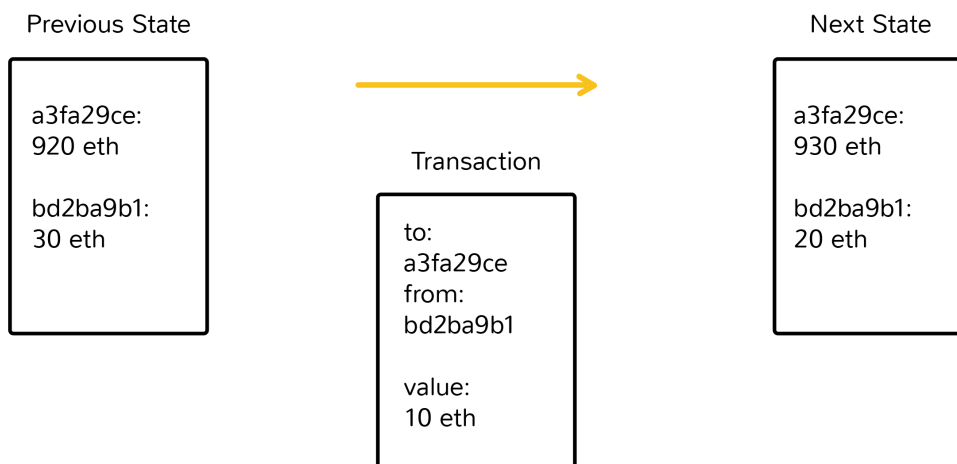 Previous State
a3fa29ce:
920 eth
bd2ba9b1:
30 eth
Transaction
to:
a3fa29ce
from:
bd2ba9b1
value:
10 eth
Next State
a3fa29ce:
930 eth
bd2ba9b1:
20 eth